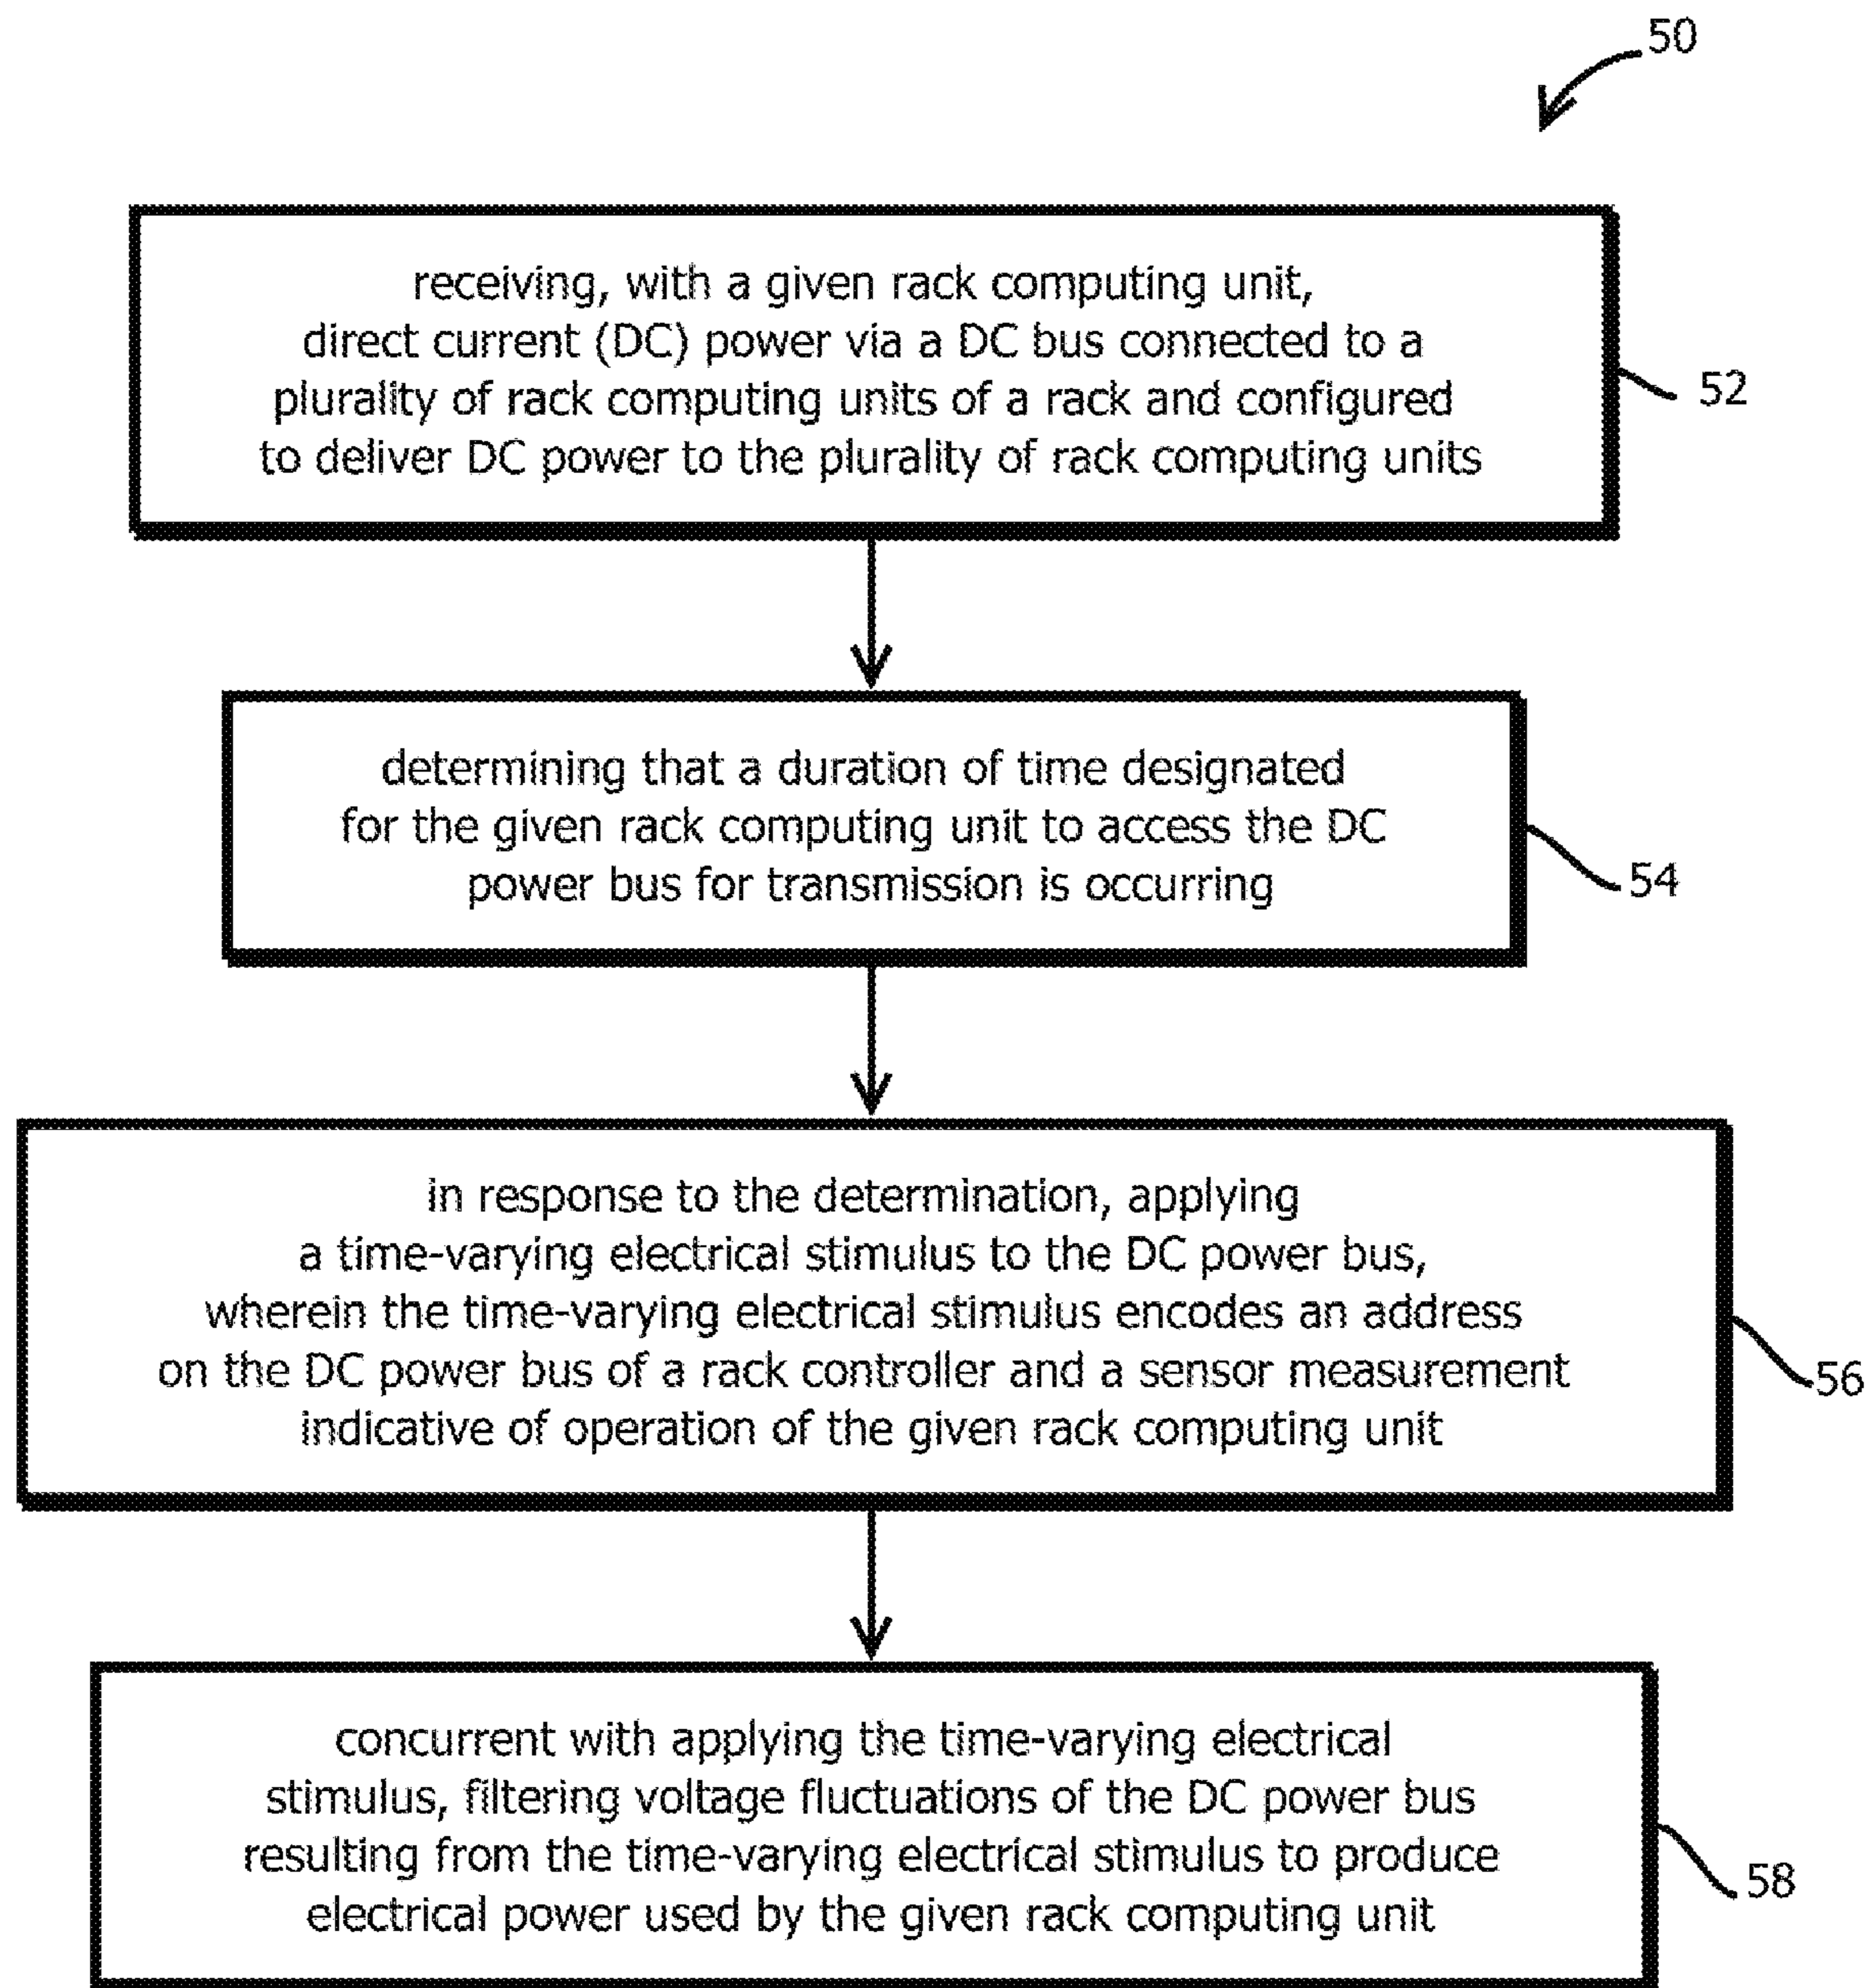 50
receiving, with a given rack computing unit,
direct current (DC) power via a DC bus connected to a
plurality of rack computing units of a rack and configured
to deliver DC power to the plurality of rack computing units
52
determining that a duration of time designated
for the given rack computing unit to access the DC
power bus for transmission is occurring
54
in response to the determination, applying
a time-varying electrical stimulus to the DC power bus,
wherein the time-varying electrical stimulus encodes an address
on the DC power bus of a rack controller and a sensor measurement
indicative of operation of the given rack computing unit
56
concurrent with applying the time-varying electrical
stimulus, filtering voltage fluctuations of the DC power bus
resulting from the time-varying electrical stimulus to produce
electrical power used by the given rack computing unit
58